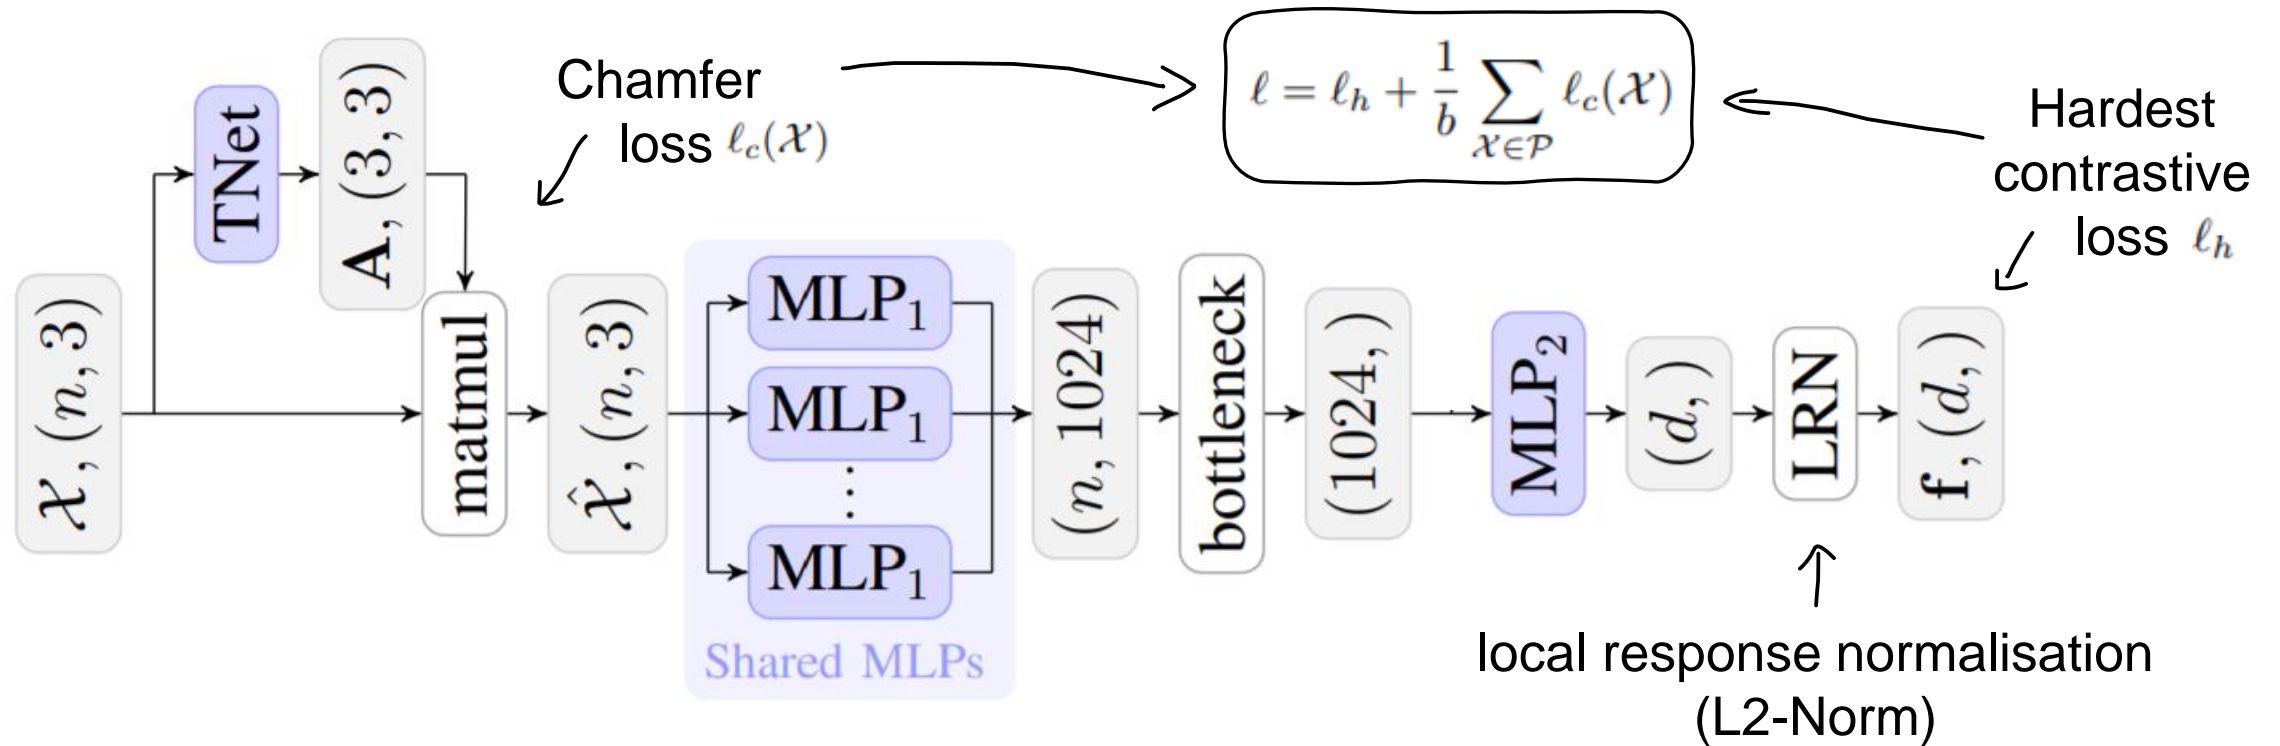 Chamfer
loss ℓ_c(𝒳)
ℓ = ℓ_h + 1/b ∑_{𝒳∈𝒫} ℓ_c(𝒳)
Hardest
contrastive
loss ℓ_h
𝒳, (n, 3)
TNet
A, (3, 3)
matmul
𝒳̂, (n, 3)
MLP₁
MLP₁
⋮
MLP₁
Shared MLPs
(n, 1024)
bottleneck
(1024, )
MLP₂
(d, )
LRN
f, (d, )
local response normalisation
(L2-Norm)